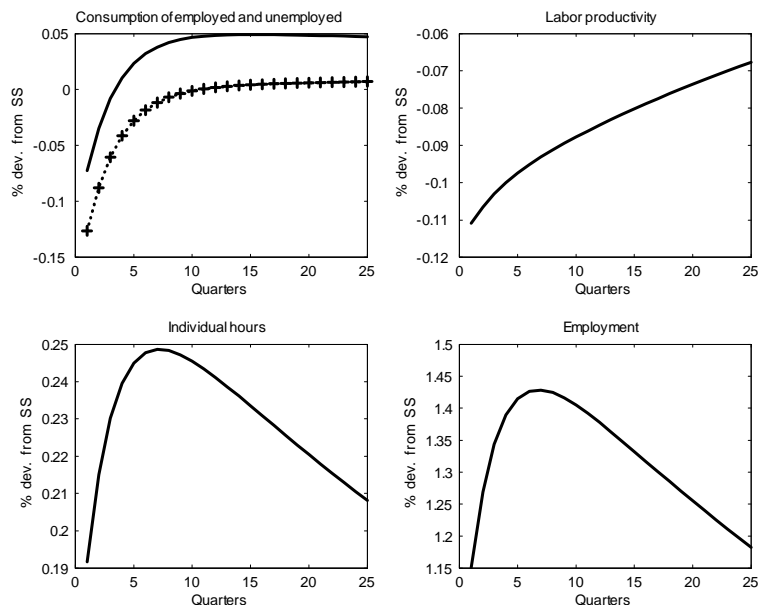 Consumption of employed and unemployed
0.05
0
-0.05
-0.1
-0.15
% dev. from SS
0 5 10 15 20 25
Quarters
Labor productivity
-0.06
-0.07
-0.08
-0.09
-0.1
-0.11
-0.12
% dev. from SS
0 5 10 15 20 25
Quarters
Individual hours
0.25
0.24
0.23
0.22
0.21
0.2
0.19
% dev. from SS
0 5 10 15 20 25
Quarters
Employment
1.5
1.45
1.4
1.35
1.3
1.25
1.2
1.15
% dev. from SS
0 5 10 15 20 25
Quarters